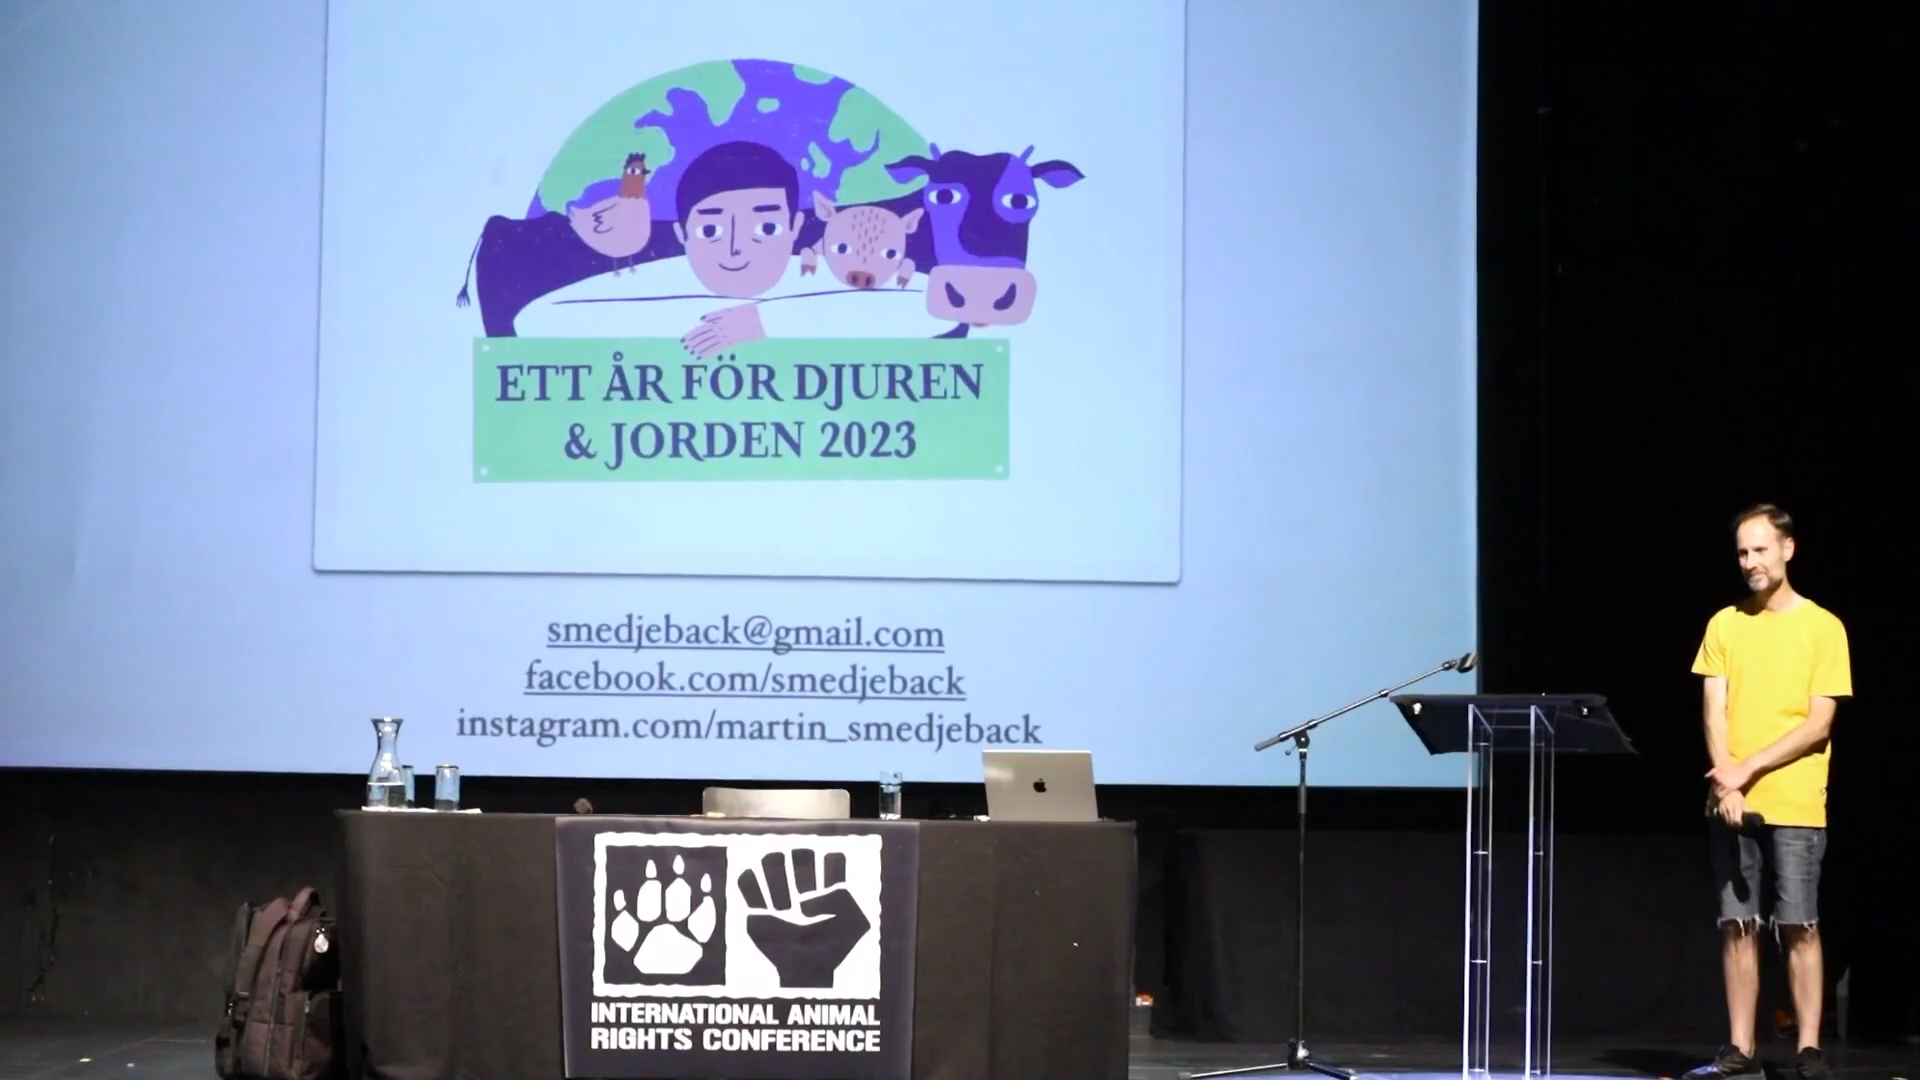 ETT ÅR FÖR DJUREN
& JORDEN 2023
smedjeback@gmail.com
facebook.com/smedjeback
instagram.com/martin_smedjeback
INTERNATIONAL ANIMAL
RIGHTS CONFERENCE